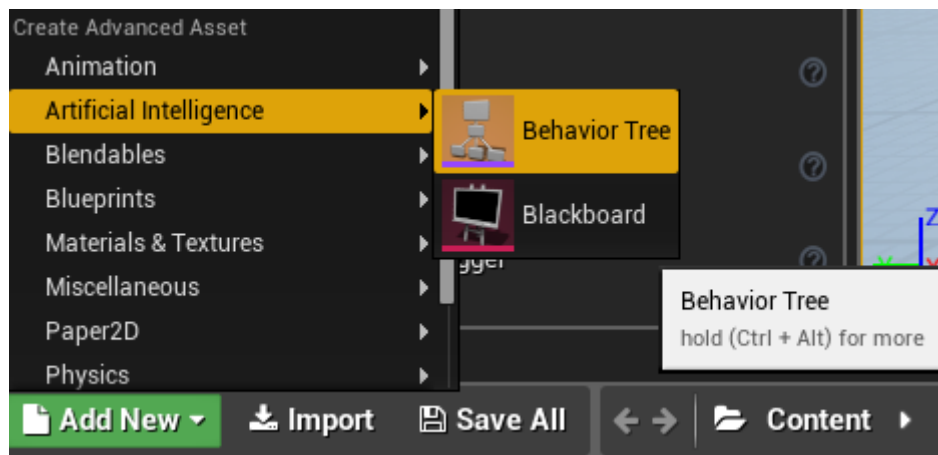 Create Advanced Asset
Animation
Artificial Intelligence
Blendables
Blueprints
Materials & Textures
Miscellaneous
Paper2D
Physics
Behavior Tree
Blackboard
Behavior Tree
hold (Ctrl + Alt) for more
Z
Add New
Import
Save All
Content